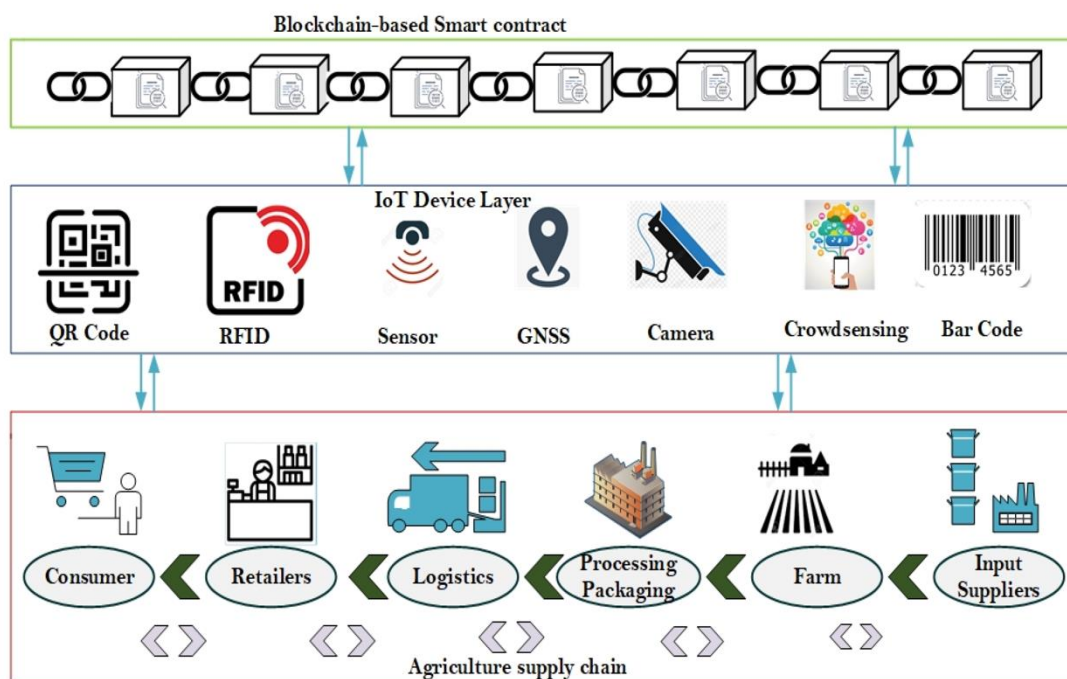 Blockchain-based Smart contract
IoT Device Layer
RFID
0123 4565
QR Code
RFID
Sensor
GNSS
Camera
Crowdsensing
Bar Code
Consumer
Retailers
Logistics
Processing
Packaging
Farm
Input
Suppliers
Agriculture supply chain